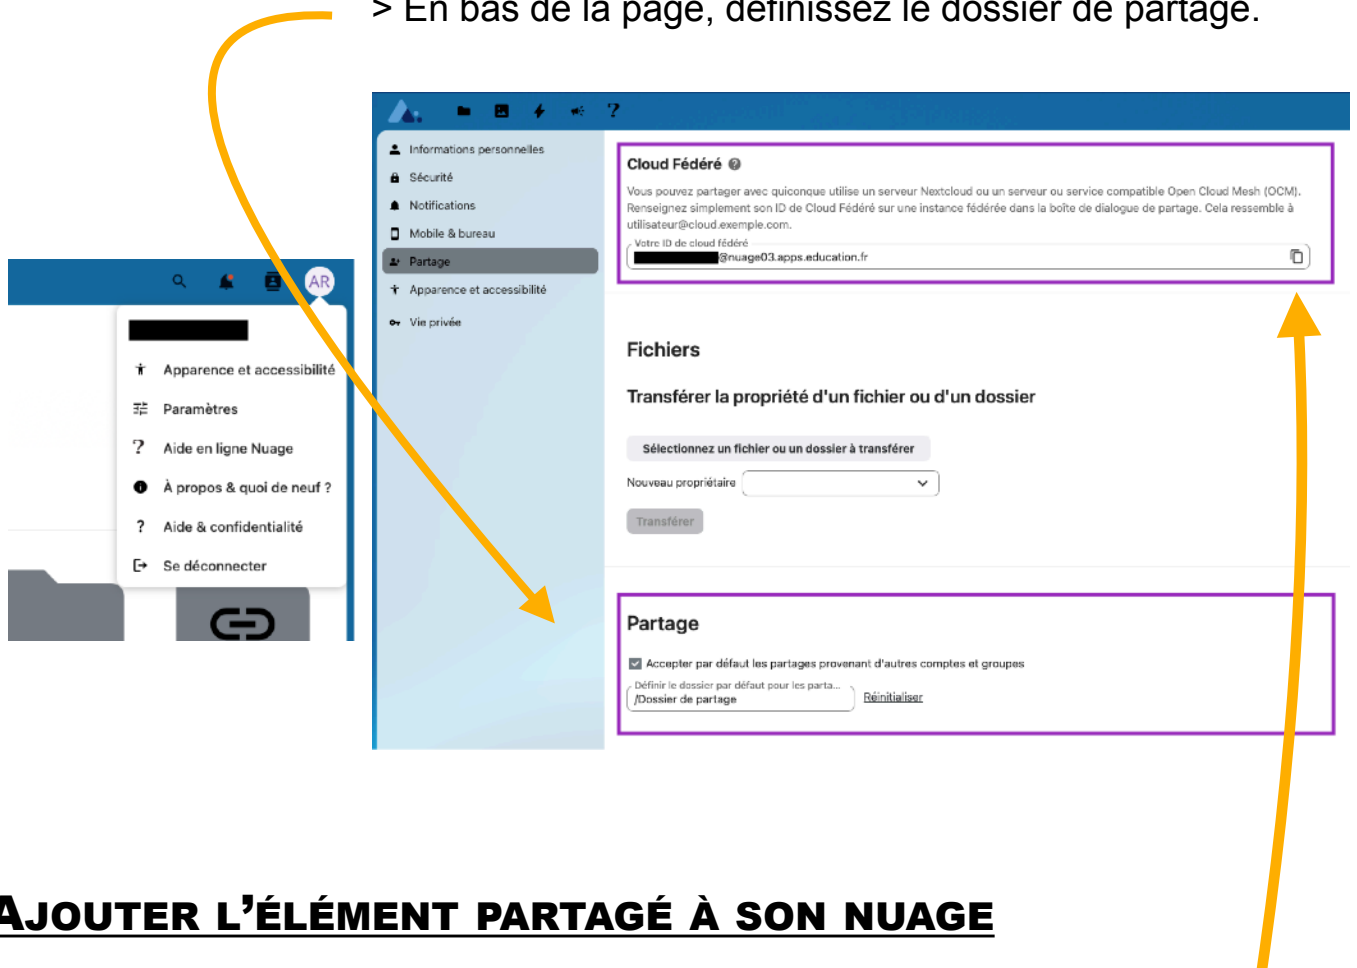 > En bas de la page, définissez le dossier de partage.
?
Informations personnelles
Sécurité
Notifications
Mobile & bureau
Partage
Apparence et accessibilité
Vie privée
Cloud Fédéré
Vous pouvez partager avec quiconque utilise un serveur Nextcloud ou un serveur ou service compatible Open Cloud Mesh (OCM).
Renseignez simplement son ID de Cloud Fédéré sur une instance fédérée dans la boîte de dialogue de partage. Cela ressemble à
utilisateur@cloud.exemple.com.
Votre ID de cloud fédéré
@nuage03.apps.education.fr
AR
Apparence et accessibilité
Paramètres
? Aide en ligne Nuage
À propos & quoi de neuf ?
? Aide & confidentialité
Se déconnecter
Fichiers
Transférer la propriété d'un fichier ou d'un dossier
Sélectionnez un fichier ou un dossier à transférer
Nouveau propriétaire
Transférer
Partage
Accepter par défaut les partages provenant d'autres comptes et groupes
Définir le dossier par défaut pour les parta...
/Dossier de partage
Réinitialiser
AJOUTER L'ÉLÉMENT PARTAGÉ À SON NUAGE